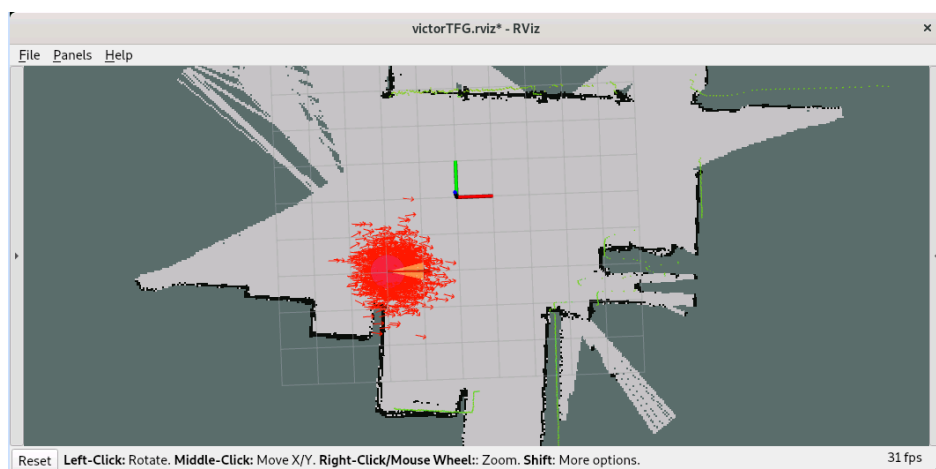 victorTFG.rviz* - RViz
×
File Panels Help
Reset Left-Click: Rotate. Middle-Click: Move X/Y. Right-Click/Mouse Wheel:: Zoom. Shift: More options. 31 fps